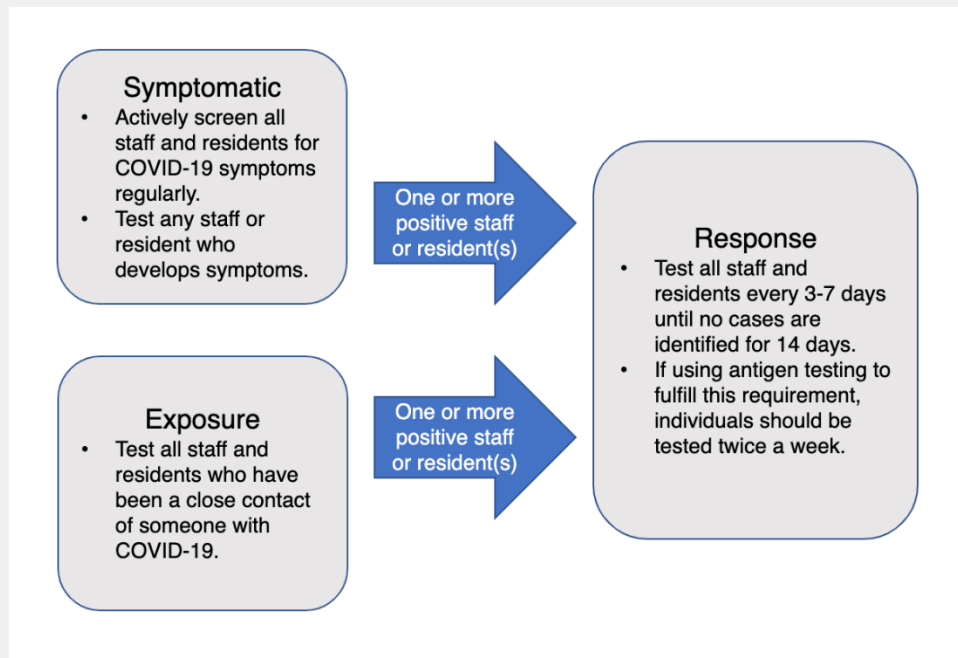 Symptomatic
• Actively screen all
staff and residents for
COVID-19 symptoms
regularly.
• Test any staff or
resident who
develops symptoms.
One or more
positive staff
or resident(s)
Exposure
• Test all staff and
residents who have
been a close contact
of someone with
COVID-19.
One or more
positive staff
or resident(s)
Response
• Test all staff and
residents every 3-7 days
until no cases are
identified for 14 days.
• If using antigen testing to
fulfill this requirement,
individuals should be
tested twice a week.